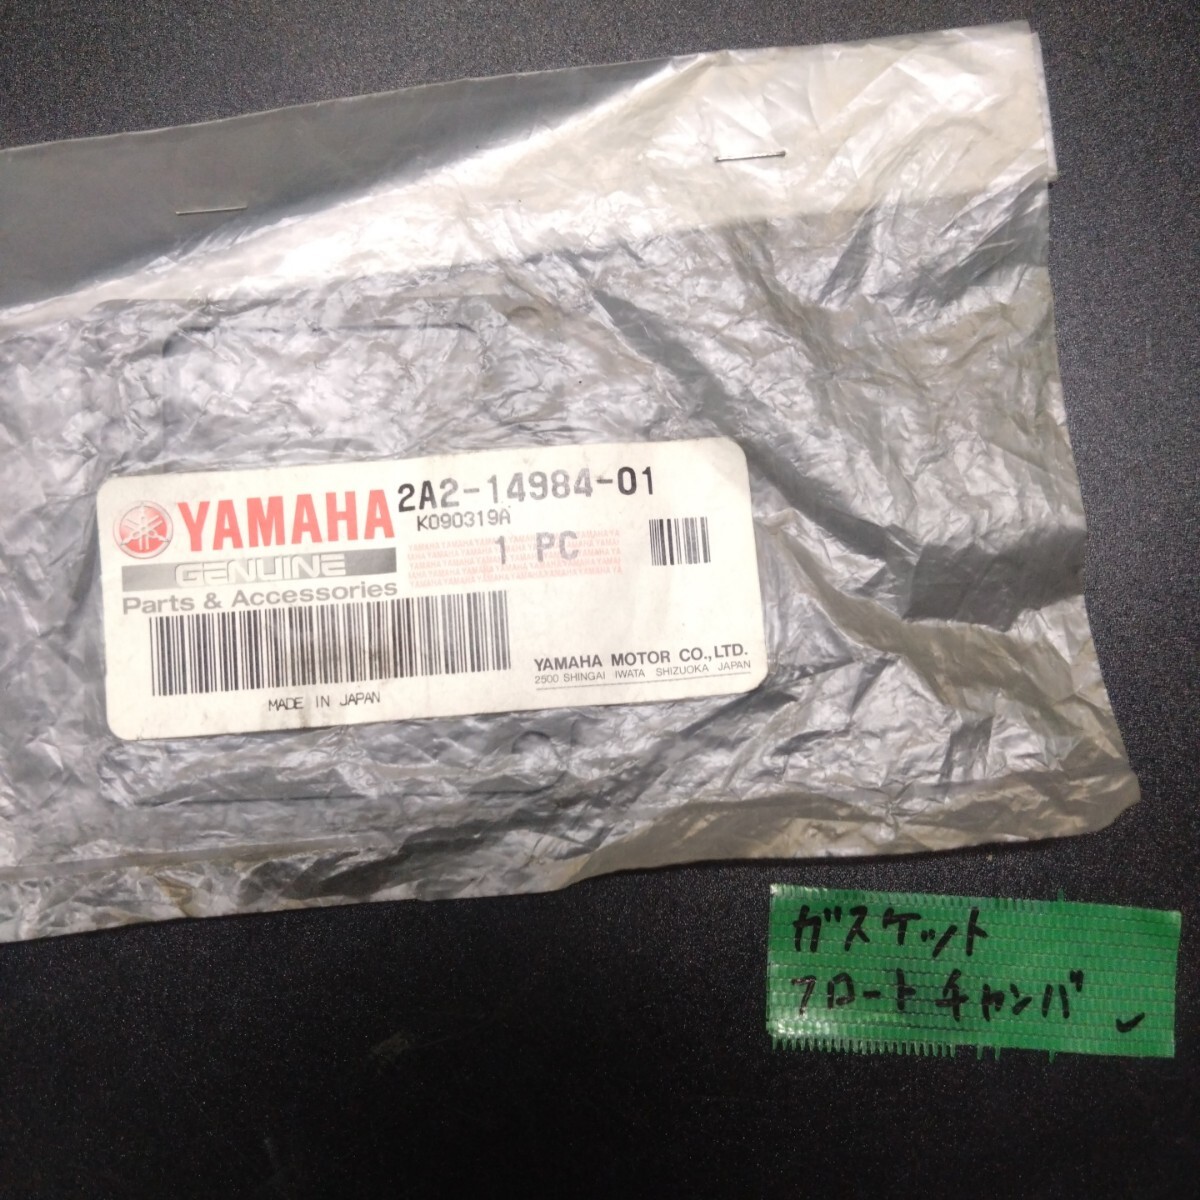 YAMAHA 2A2-14984-01
K090319A
1 PC
GENUINE
Parts & Accessories
YAMAHA MOTOR CO.,LTD.
2500 SHINGAI IWATA SHIZUOKA JAPAN
MADE IN JAPAN
ガスケット
フロートチャンバ